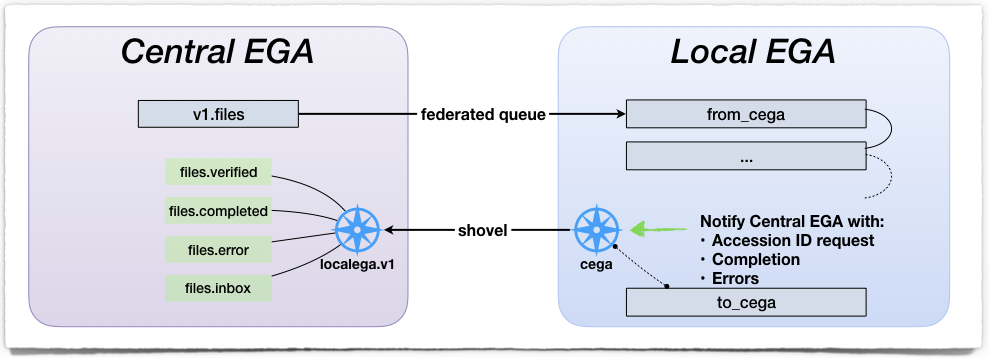 Central EGA
Local EGA
v1.files
federated queue
from_cega
...
files.verified
files.completed
files.error
files.inbox
localega.v1
shovel
cega
Notify Central EGA with:
• Accession ID request
• Completion
• Errors
to_cega